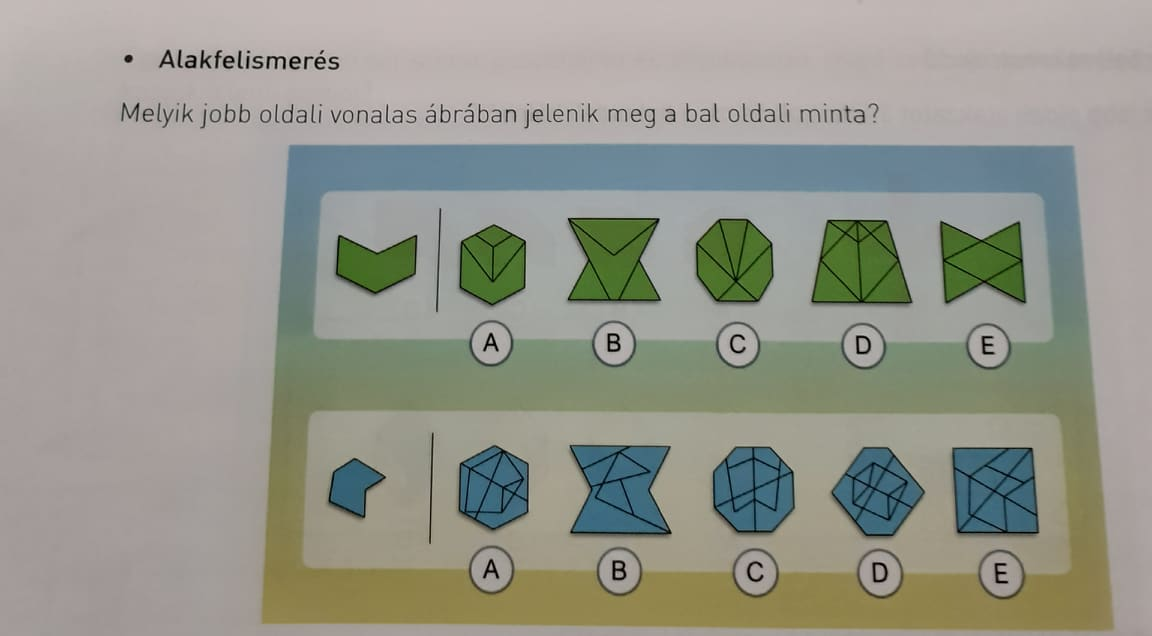 • Alakfelismerés
Melyik jobb oldali vonalas ábrában jelenik meg a bal oldali minta?
A B C D E
A B C D E